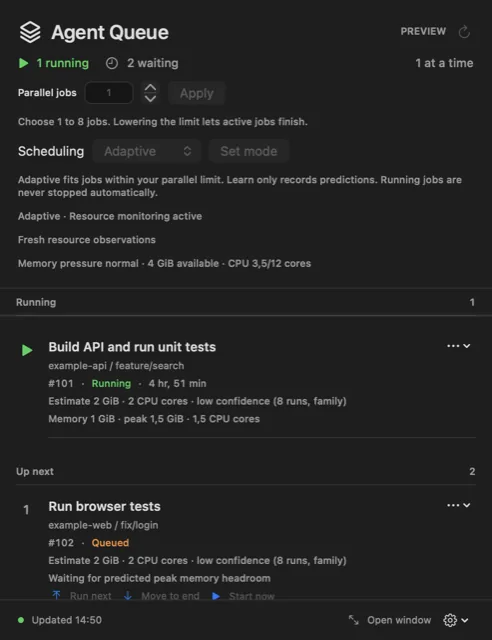 Agent Queue
PREVIEW
1 running
2 waiting
1 at a time
Parallel jobs
1
Apply
Choose 1 to 8 jobs. Lowering the limit lets active jobs finish.
Scheduling
Adaptive
Set mode
Adaptive fits jobs within your parallel limit. Learn only records predictions. Running jobs are
never stopped automatically.
Adaptive · Resource monitoring active
Fresh resource observations
Memory pressure normal · 4 GiB available · CPU 3,5/12 cores
Running
1
Build API and run unit tests
example-api / feature/search
#101 · Running · 4 hr, 51 min
Estimate 2 GiB · 2 CPU cores · low confidence (8 runs, family)
Memory 1 GiB · peak 1,5 GiB · 1,5 CPU cores
Up next
2
1
Run browser tests
example-web / fix/login
#102 · Queued
Estimate 2 GiB · 2 CPU cores · low confidence (8 runs, family)
Waiting for predicted peak memory headroom
Run next
Move to end
Start now
Updated 14:50
Open window